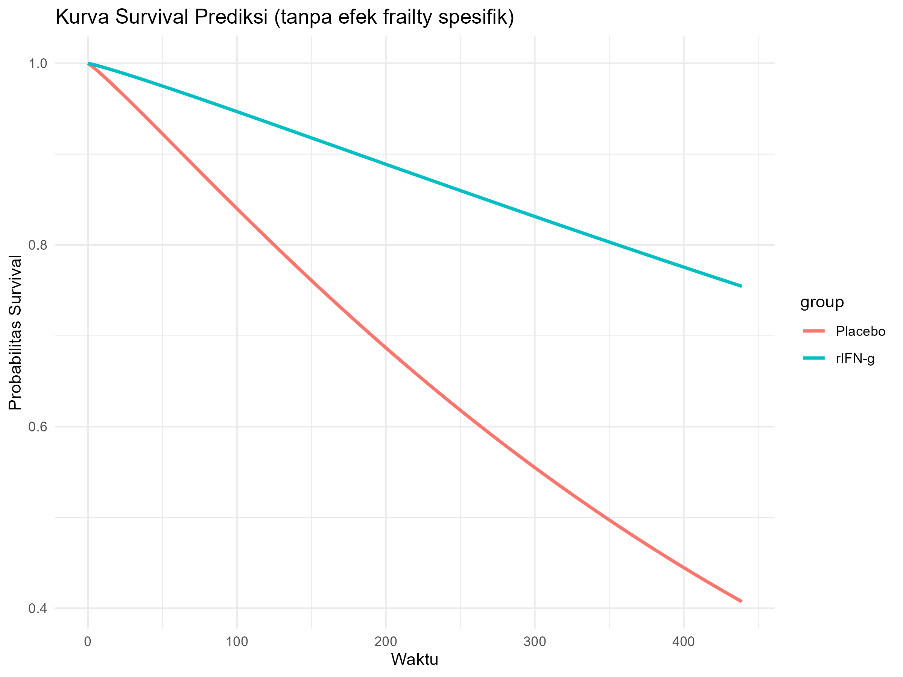 Kurva Survival Prediksi (tanpa efek frailty spesifik)
1.0
0.8
0.6
0.4
Probabilitas Survival
0
100
200
300
400
Waktu
group
Placebo
rIFN-g